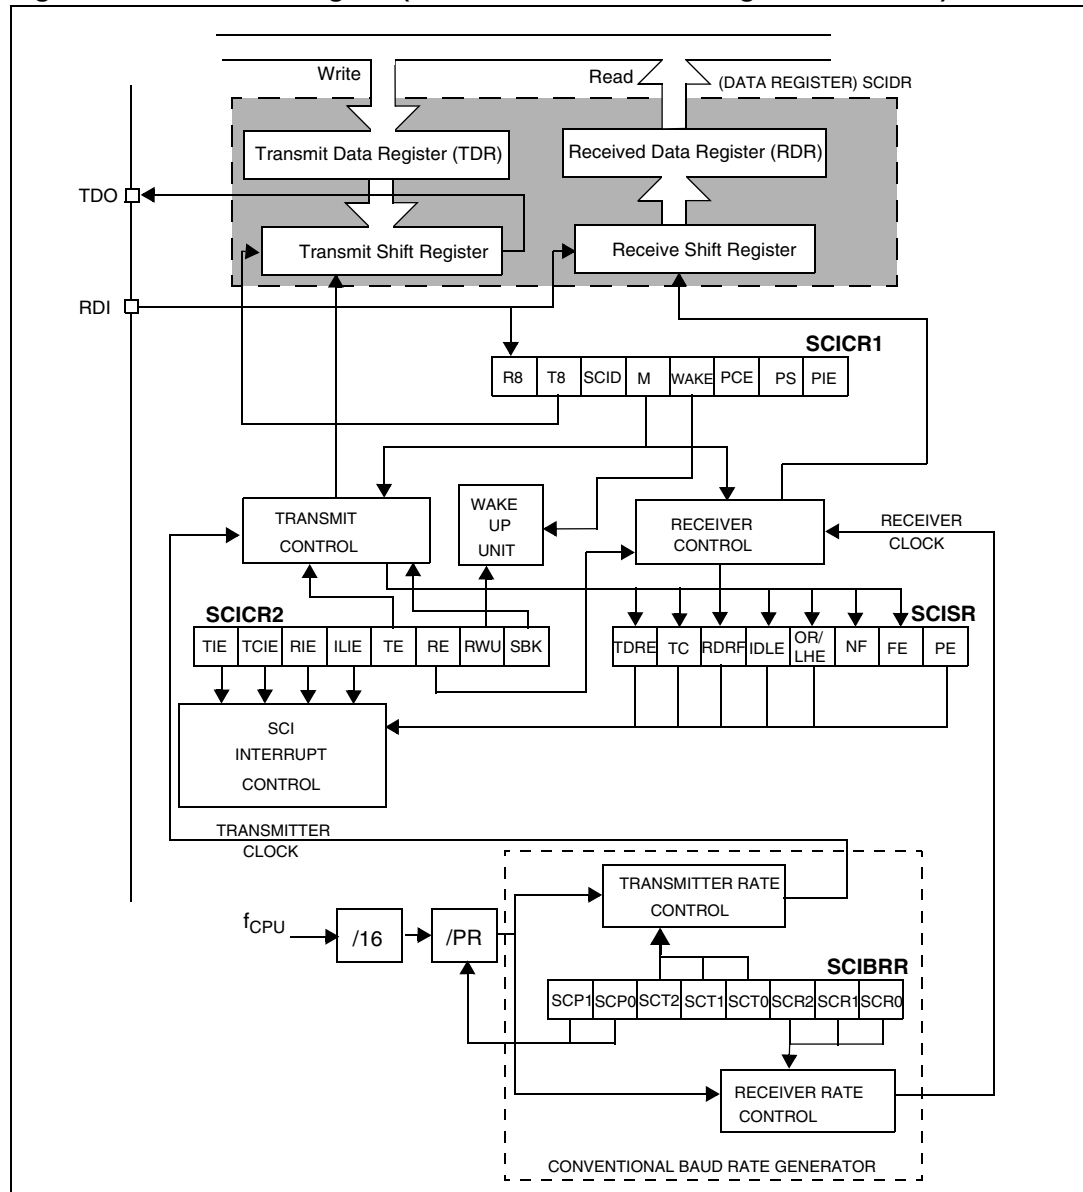 Write
Read
(DATA REGISTER) SCIDR
Transmit Data Register (TDR)
Received Data Register (RDR)
TDO
Transmit Shift Register
Receive Shift Register
RDI
SCICR1
R8 T8 SCID M WAKE PCE PS PIE
TRANSMIT
CONTROL
WAKE
UP
UNIT
RECEIVER
CONTROL
RECEIVER
CLOCK
SCICR2
TIE TCIE RIE ILIE TE RE RWU SBK
SCISR
TDRE TC RDRF IDLE OR/
LHE NF FE PE
SCI
INTERRUPT
CONTROL
TRANSMITTER
CLOCK
TRANSMITTER RATE
CONTROL
fCPU
/16
/PR
SCIBRR
SCP1 SCP0 SCT2 SCT1 SCT0 SCR2 SCR1 SCR0
RECEIVER RATE
CONTROL
CONVENTIONAL BAUD RATE GENERATOR